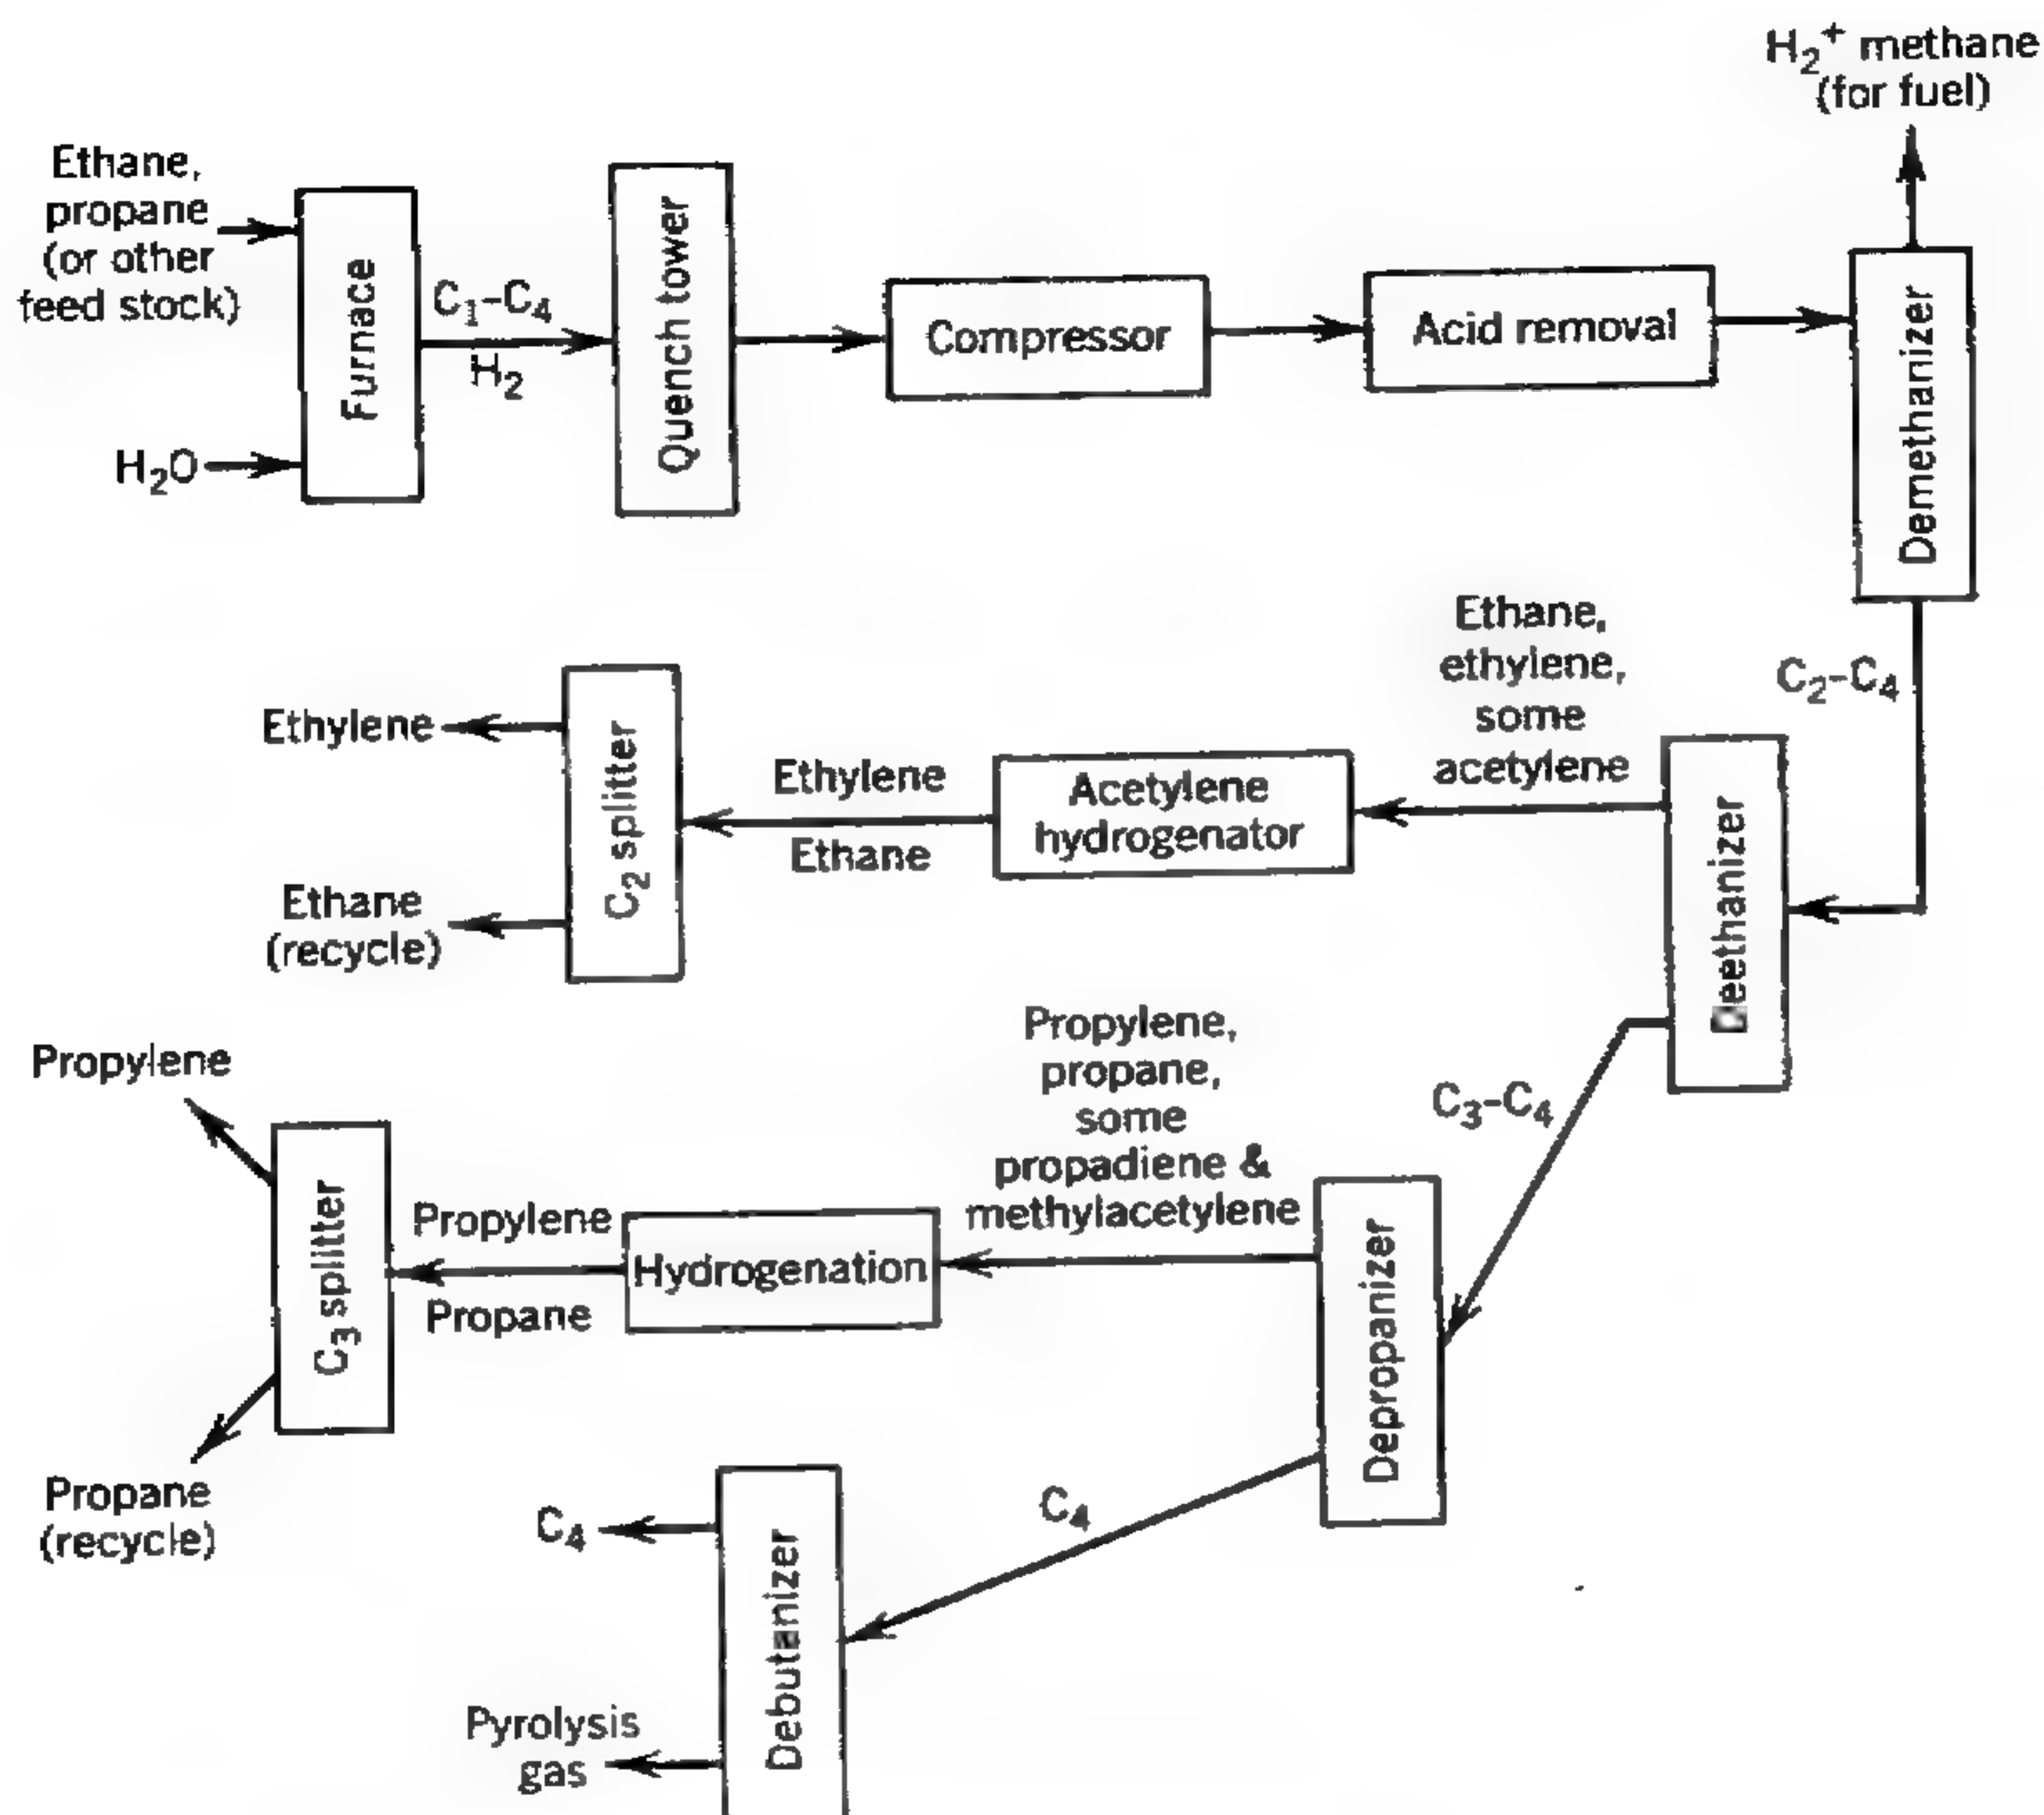 H₂⁺ methane
(for fuel)
Ethane,
propane
(or other
feed stock)
H₂O
Furnace
C₁-C₄
H₂
Quench tower
Compressor
Acid removal
Demethanizer
C₂-C₄
Deethanizer
Ethane,
ethylene,
some
acetylene
Acetylene
hydrogenator
Ethylene
Ethane
C₂ splitter
Ethylene
Ethane
(recycle)
C₃-C₄
Depropanizer
Propylene,
propane,
some
propadiene &
methylacetylene
Hydrogenation
Propylene
Propane
C₃ splitter
Propylene
Propane
(recycle)
C₄
Debutanizer
C₄
Pyrolysis
gas